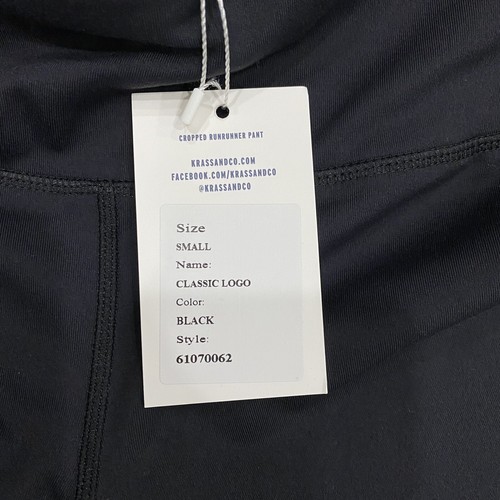 CROPPED RUNRUNNER PANT
KRASSANDCO.COM
FACEBOOK.COM/KRASSANDCO
@KRASSANDCO
Size
SMALL
Name:
CLASSIC LOGO
Color:
BLACK
Style:
61070062